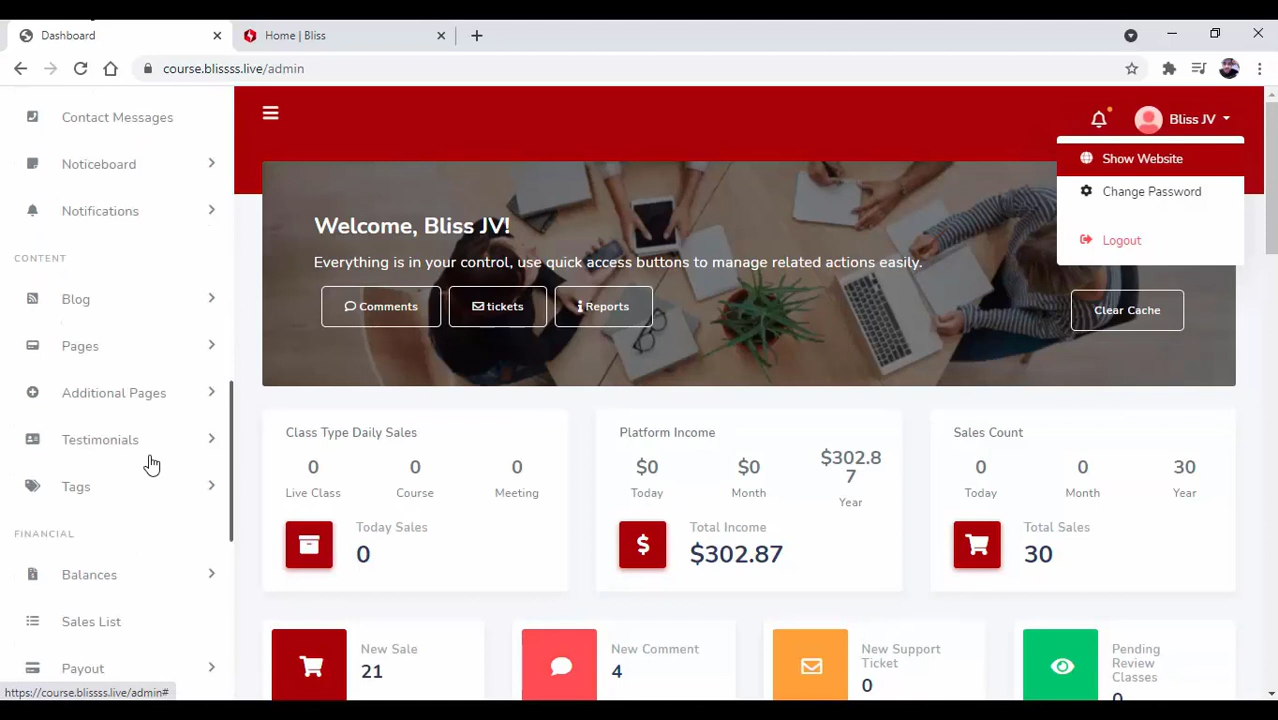 Dashboard
Home | Bliss
course.blissss.live/admin
Contact Messages
Noticeboard
Notifications
CONTENT
Blog
Pages
Additional Pages
Testimonials
Tags
FINANCIAL
Balances
Sales List
Payout
https://course.blissss.live/admin#
Bliss JV
Show Website
Change Password
Logout
Welcome, Bliss JV!
Everything is in your control, use quick access buttons to manage related actions easily.
Comments
tickets
Reports
Clear Cache
Class Type Daily Sales
0 0 0
Live Class Course Meeting
Today Sales
0
Platform Income
$0 $0 $302.8
7
Today Month Year
Total Income
$302.87
Sales Count
0 0 30
Today Month Year
Total Sales
30
New Sale
21
New Comment
4
New Support
Ticket
0
Pending
Review
Classes
0